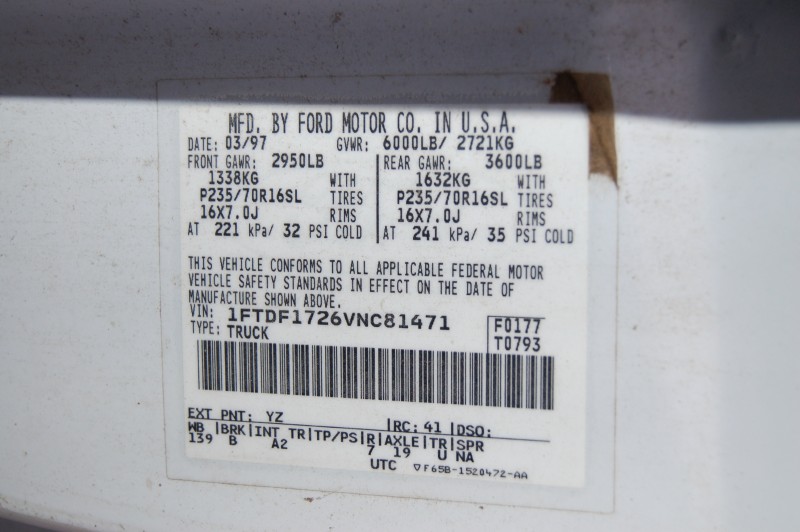 MFD. BY FORD MOTOR CO. IN U.S.A.
DATE: 03/97 GVWR: 6000LB/ 2721KG
FRONT GAWR: 2950LB REAR GAWR: 3600LB
1338KG WITH 1632KG WITH
P235/70R16SL TIRES P235/70R16SL TIRES
16X7.0J RIMS 16X7.0J RIMS
AT 221 kPa/ 32 PSI COLD AT 241 kPa/ 35 PSI COLD
THIS VEHICLE CONFORMS TO ALL APPLICABLE FEDERAL MOTOR
VEHICLE SAFETY STANDARDS IN EFFECT ON THE DATE OF
MANUFACTURE SHOWN ABOVE.
VIN: 1FTDF1726VNC81471 F0177
TYPE: TRUCK T0793
EXT PNT: YZ RC: 41 DSO:
WB BRK INT TR TP/PS R AXLE TR SPR
139 B A2 7 19 U NA
UTC ▽F65B-1520472-AA